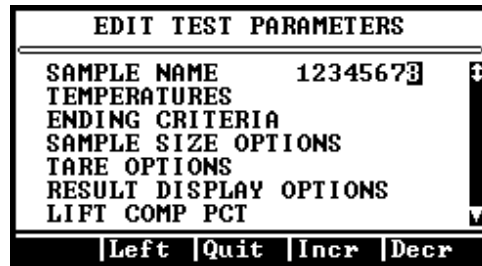 EDIT TEST PARAMETERS
SAMPLE NAME 12345678
TEMPERATURES
ENDING CRITERIA
SAMPLE SIZE OPTIONS
TARE OPTIONS
RESULT DISPLAY OPTIONS
LIFT COMP PCT
|Left |Quit |Incr |Decr